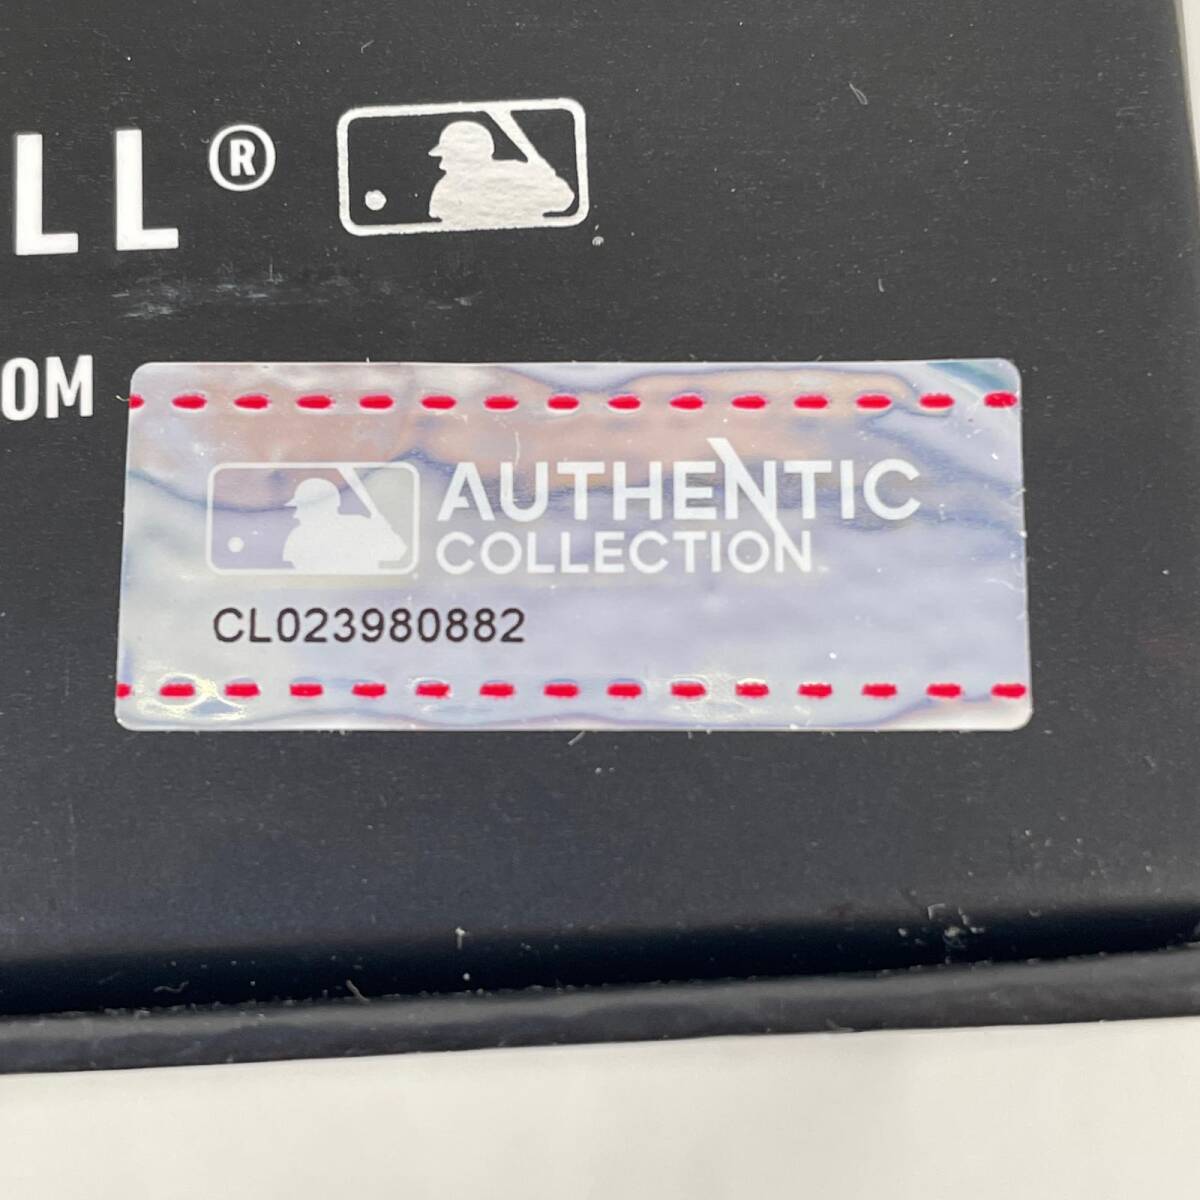 LL®
OM
AUTHENTIC
COLLECTION
CL023980882